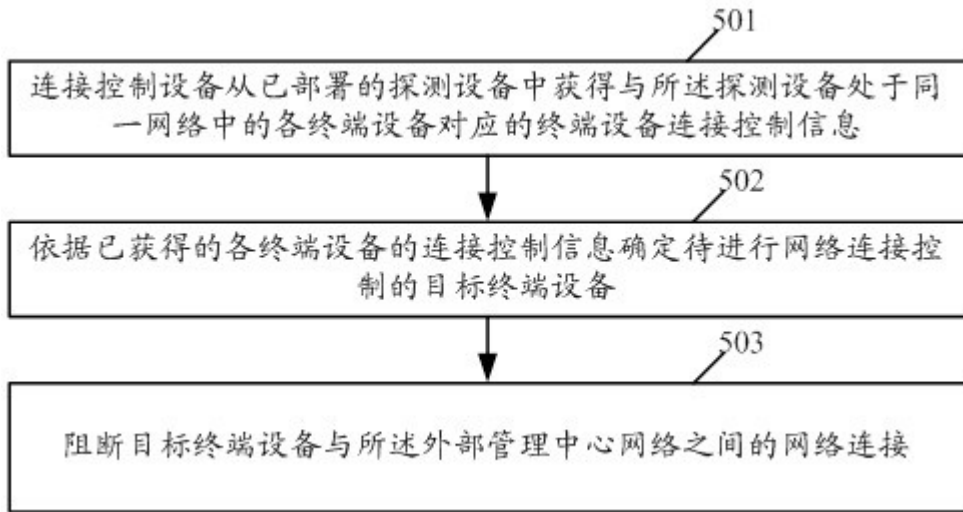 501
连接控制设备从已部署的探测设备中获得与所述探测设备处于同
一网络中的各终端设备对应的终端设备连接控制信息
502
依据已获得的各终端设备的连接控制信息确定待进行网络连接控
制的目标终端设备
503
阻断目标终端设备与所述外部管理中心网络之间的网络连接